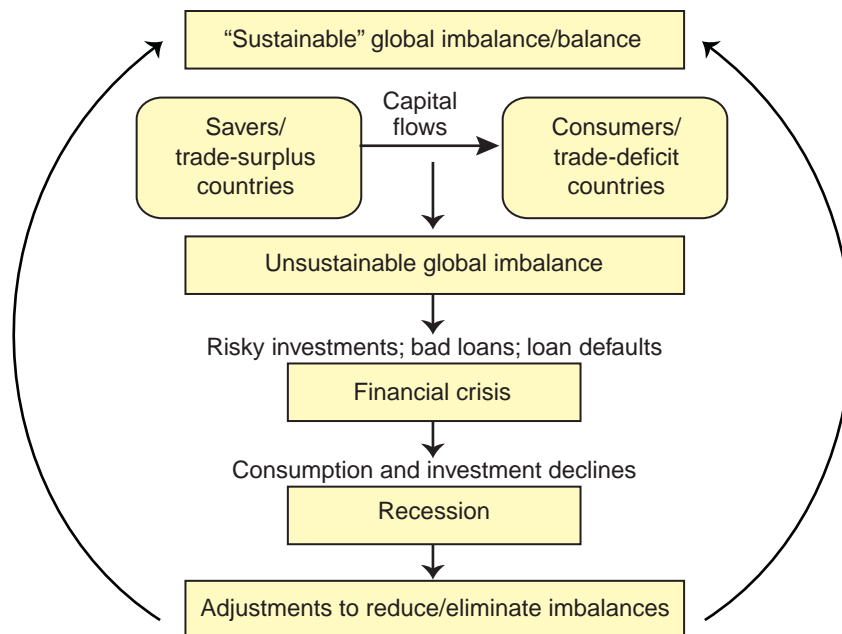 “Sustainable” global imbalance/balance
Capital
flows
Savers/
trade-surplus
countries
Consumers/
trade-deficit
countries
Unsustainable global imbalance
Risky investments; bad loans; loan defaults
Financial crisis
Consumption and investment declines
Recession
Adjustments to reduce/eliminate imbalances